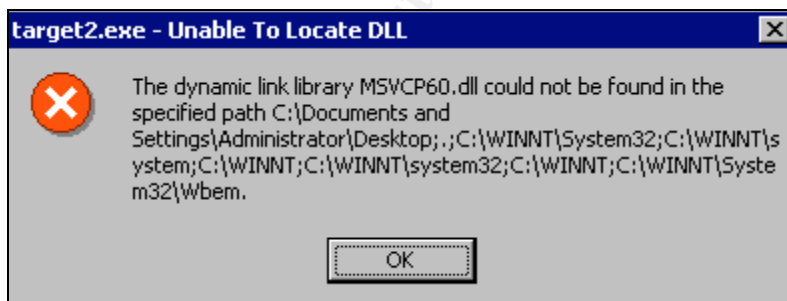 target2.exe - Unable To Locate DLL
The dynamic link library MSVCP60.dll could not be found in the
specified path C:\Documents and
Settings\Administrator\Desktop;.;C:\WINNT\System32;C:\WINNT\s
ystem;C:\WINNT;C:\WINNT\system32;C:\WINNT;C:\WINNT\Syste
m32\Wbem.
OK